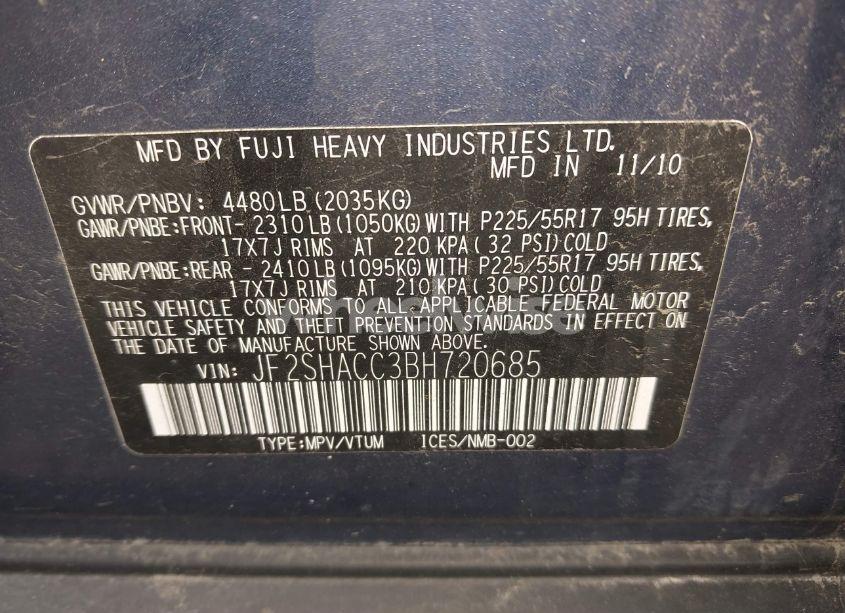 MFD BY FUJI HEAVY INDUSTRIES LTD.
MFD IN 11/10
GVWR/PNBV: 4480LB(2035KG)
GAWR/PNBE:FRONT- 2310LB(1050KG)WITH P225/55R17 95H TIRES,
17X7J RIMS AT 220KPA(32 PSI)COLD
GAWR/PNBE:REAR - 2410LB(1095KG)WITH P225/55R17 95H TIRES,
17X7J RIMS AT 210KPA(30 PSI)COLD
THIS VEHICLE CONFORMS TO ALL APPLICABLE FEDERAL MOTOR
VEHICLE SAFETY AND THEFT PREVENTION STANDARDS IN EFFECT ON
THE DATE OF MANUFACTURE SHOWN ABOVE.
VIN: JF2SHACC3BH720685
TYPE:MPV/VTUM ICES/NMB-002